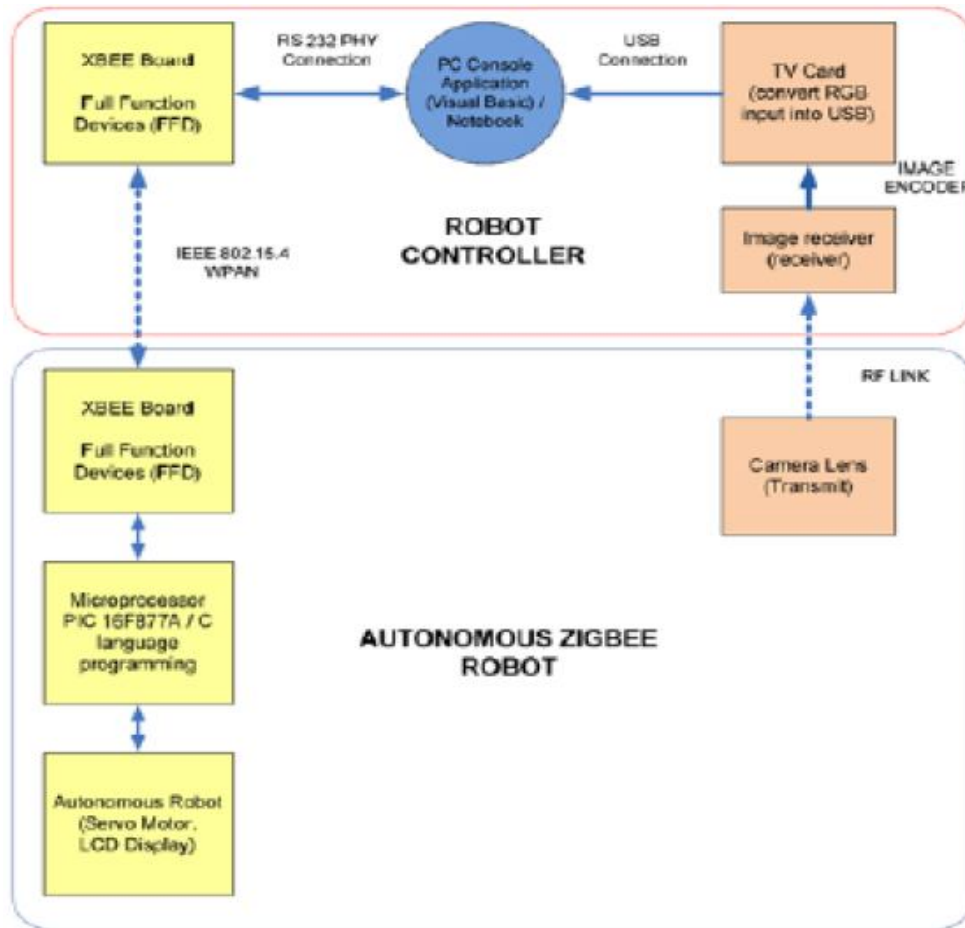 XBEE Board
Full Function
Devices (FFD)
RS 232 PHY
Connection
PC Console
Application
(Visual Basic) /
Notebook
USB
Connection
TV Card
(convert RGB
input into USB)
IMAGE
ENCODER
Image receiver
(receiver)
ROBOT
CONTROLLER
IEEE 802.15.4
WPAN
RF LINK
XBEE Board
Full Function
Devices (FFD)
Camera Lens
(Transmit)
Microprocessor
PIC 16F877A / C
language
programming
AUTONOMOUS ZIGBEE
ROBOT
Autonomous Robot
(Servo Motor,
LCD Display)